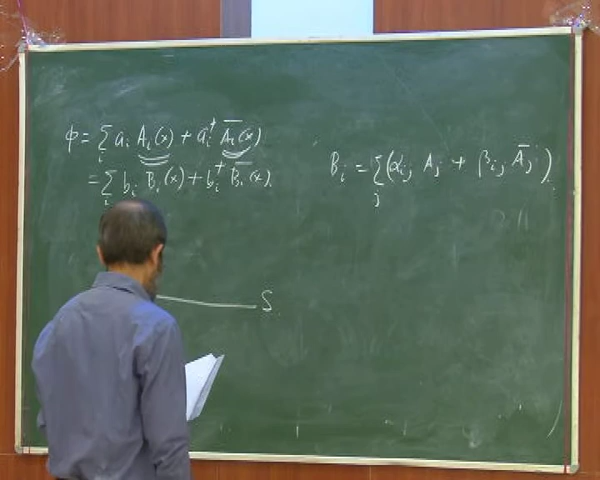 φ = Σ_i a_i A_i(x) + a_i† Ā_i(x)
= Σ_i b_i B_i(x) + b_i† B̄_i(x).
B_i = Σ_j (α_ij A_j + β_ij Ā_j).
S